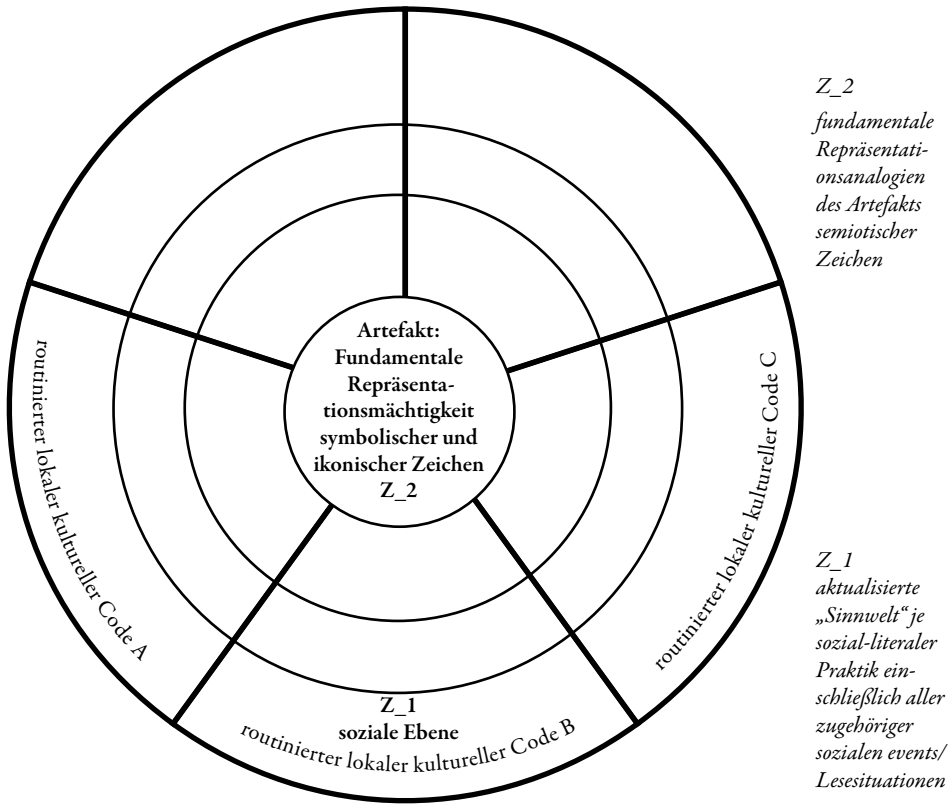 Z_2
fundamentale
Repräsentati-
onsanalogien
des Artefakts
semiotischer
Zeichen
Artefakt:
Fundamentale
Repräsenta-
tionsmächtigkeit
symbolischer und
ikonischer Zeichen
Z_2
routinierter lokaler kultureller Code A
Z_1
soziale Ebene
routinierter lokaler kultureller Code B
routinierter lokaler kultureller Code C
Z_1
aktualisierte
„Sinnwelt“ je
sozial-literaler
Praktik ein-
schließlich aller
zugehöriger
sozialen events/
Lesesituationen